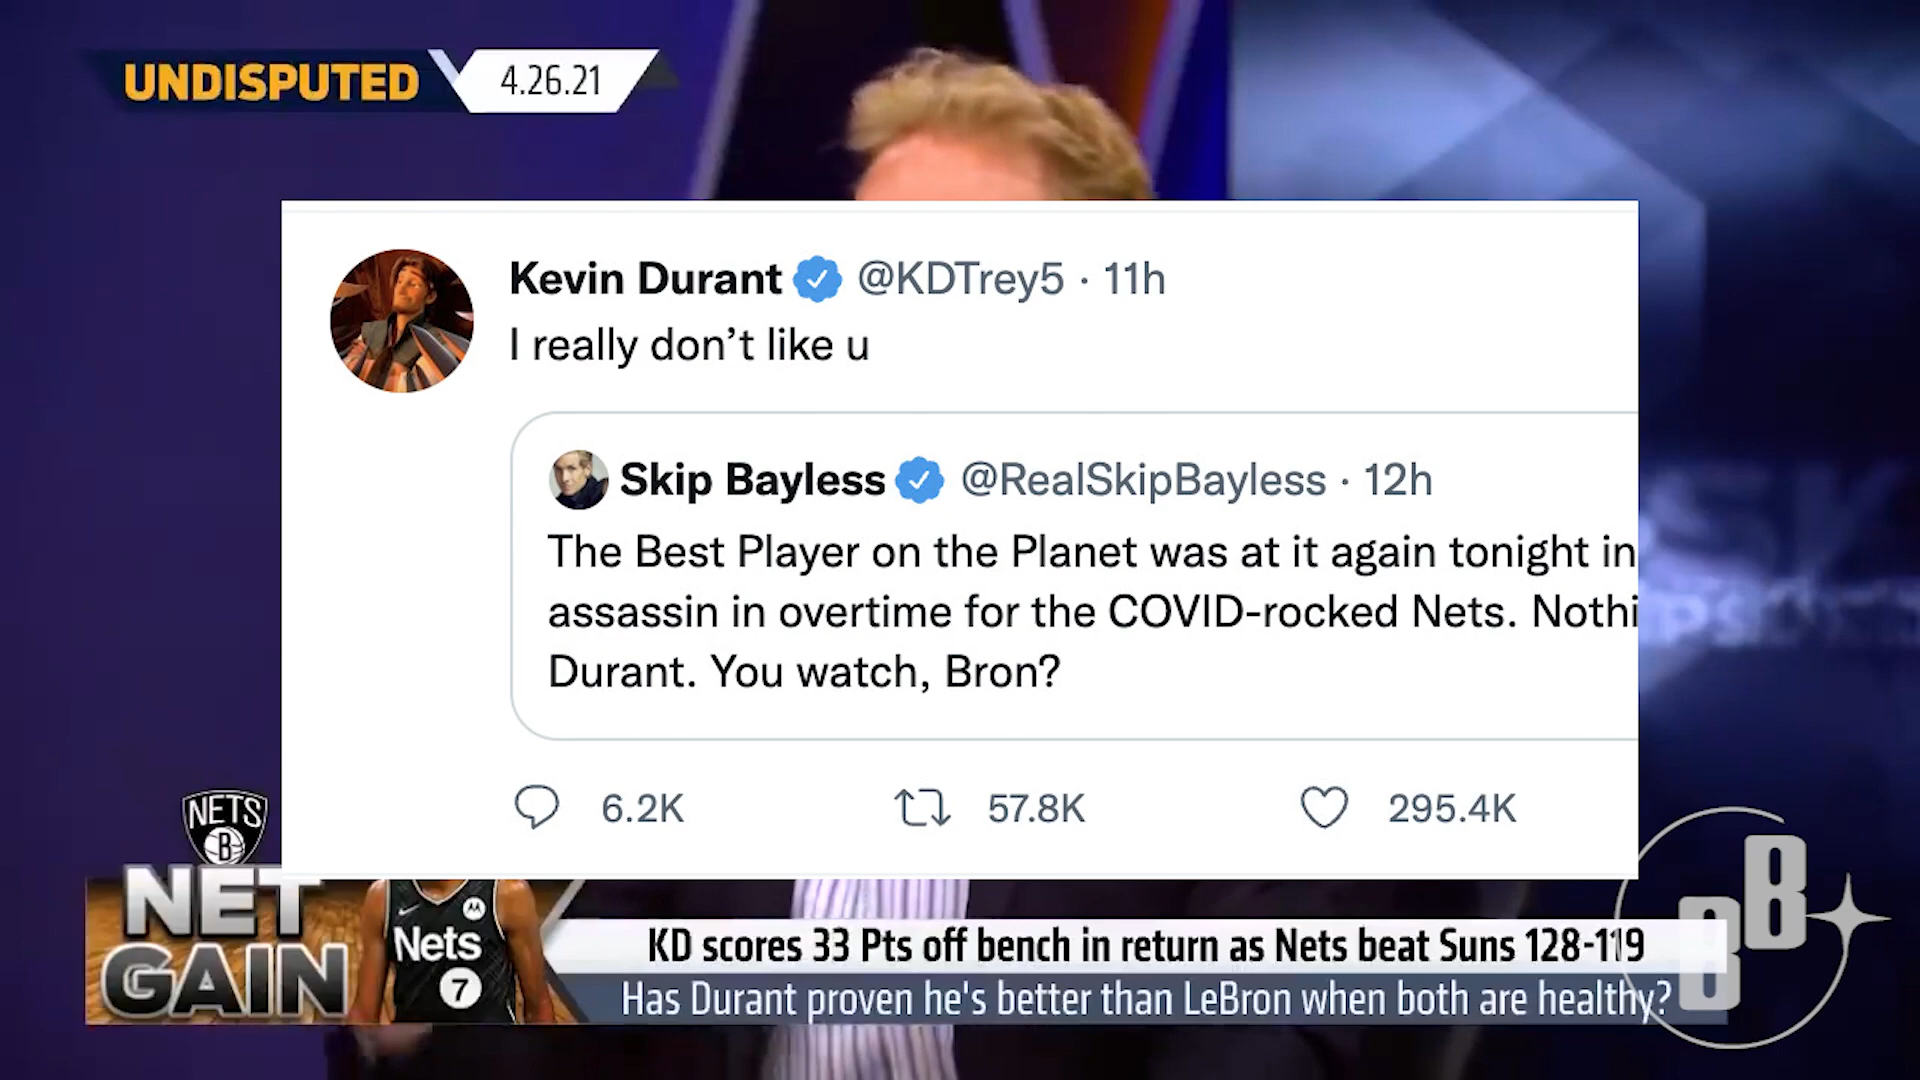 UNDISPUTED
4.26.21
Kevin Durant @KDTrey5 · 11h
I really don’t like u
Skip Bayless @RealSkipBayless · 12h
The Best Player on the Planet was at it again tonight in
assassin in overtime for the COVID-rocked Nets. Nothi
Durant. You watch, Bron?
6.2K
57.8K
295.4K
NETS
B
NET
GAIN
Nets
7
KD scores 33 Pts off bench in return as Nets beat Suns 128-119
Has Durant proven he's better than LeBron when both are healthy?
BB